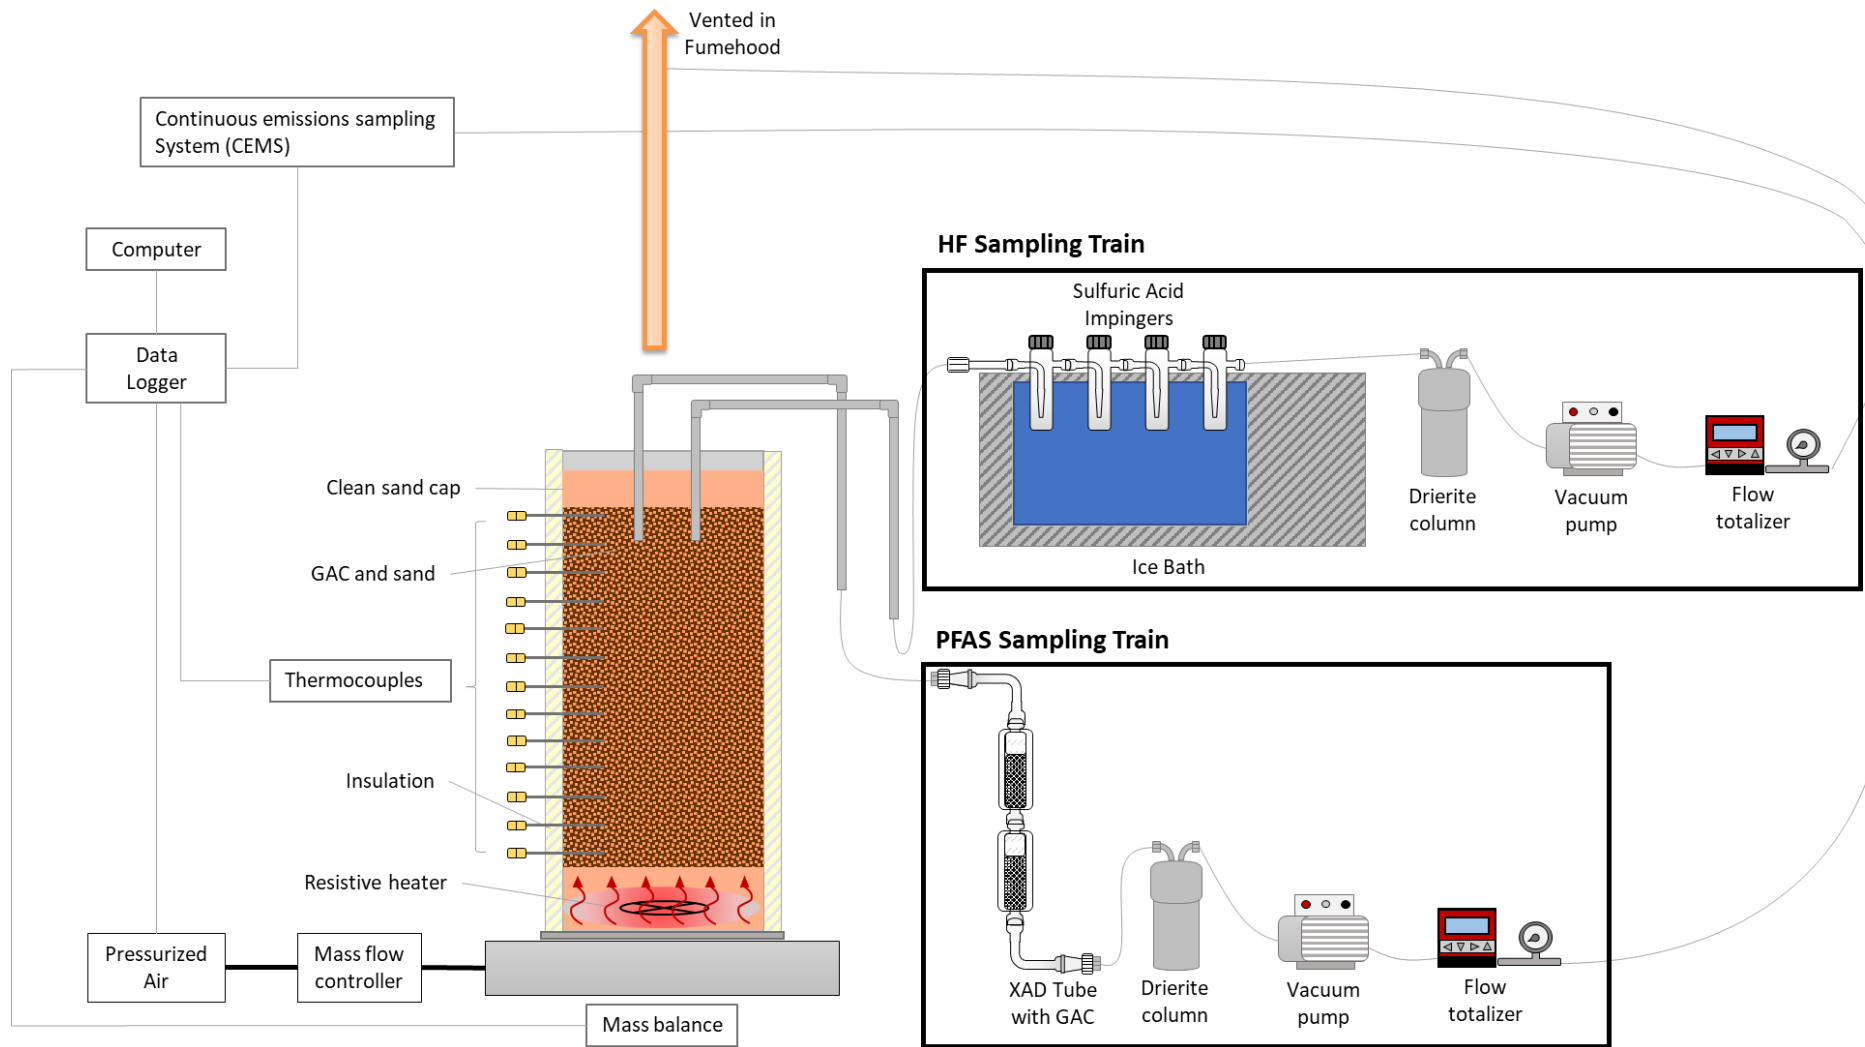 Vented in
Fumehood
Continuous emissions sampling
System (CEMS)
Computer
Data
Logger
HF Sampling Train
Sulfuric Acid
Impingers
Ice Bath
Drierite
column
Vacuum
pump
Flow
totalizer
Clean sand cap
GAC and sand
Thermocouples
Insulation
Resistive heater
Pressurized
Air
Mass flow
controller
Mass balance
PFAS Sampling Train
XAD Tube
with GAC
Drierite
column
Vacuum
pump
Flow
totalizer